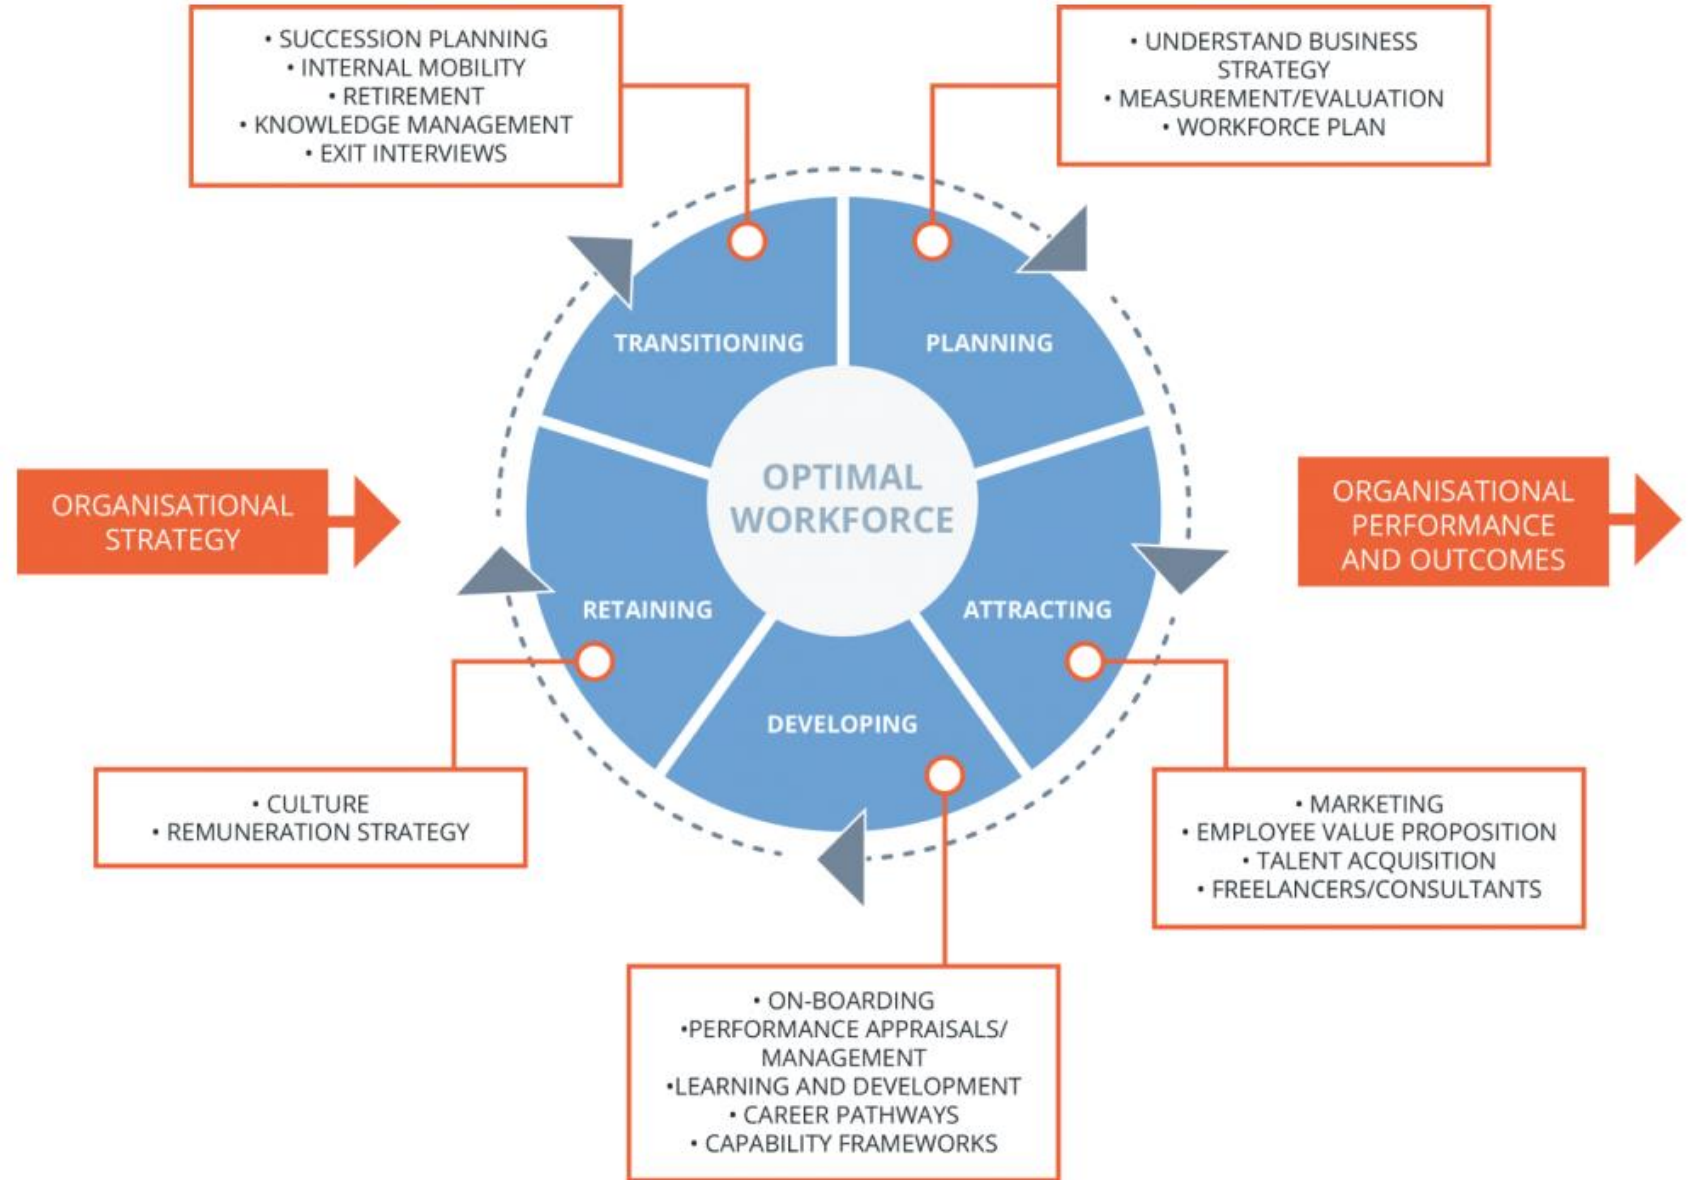 • SUCCESSION PLANNING
• INTERNAL MOBILITY
• RETIREMENT
• KNOWLEDGE MANAGEMENT
• EXIT INTERVIEWS
• UNDERSTAND BUSINESS
STRATEGY
• MEASUREMENT/EVALUATION
• WORKFORCE PLAN
TRANSITIONING
PLANNING
OPTIMAL
WORKFORCE
ORGANISATIONAL
STRATEGY
ORGANISATIONAL
PERFORMANCE
AND OUTCOMES
RETAINING
ATTRACTING
DEVELOPING
• CULTURE
• REMUNERATION STRATEGY
• MARKETING
• EMPLOYEE VALUE PROPOSITION
• TALENT ACQUISITION
• FREELANCERS/CONSULTANTS
• ON-BOARDING
•PERFORMANCE APPRAISALS/
MANAGEMENT
•LEARNING AND DEVELOPMENT
• CAREER PATHWAYS
• CAPABILITY FRAMEWORKS